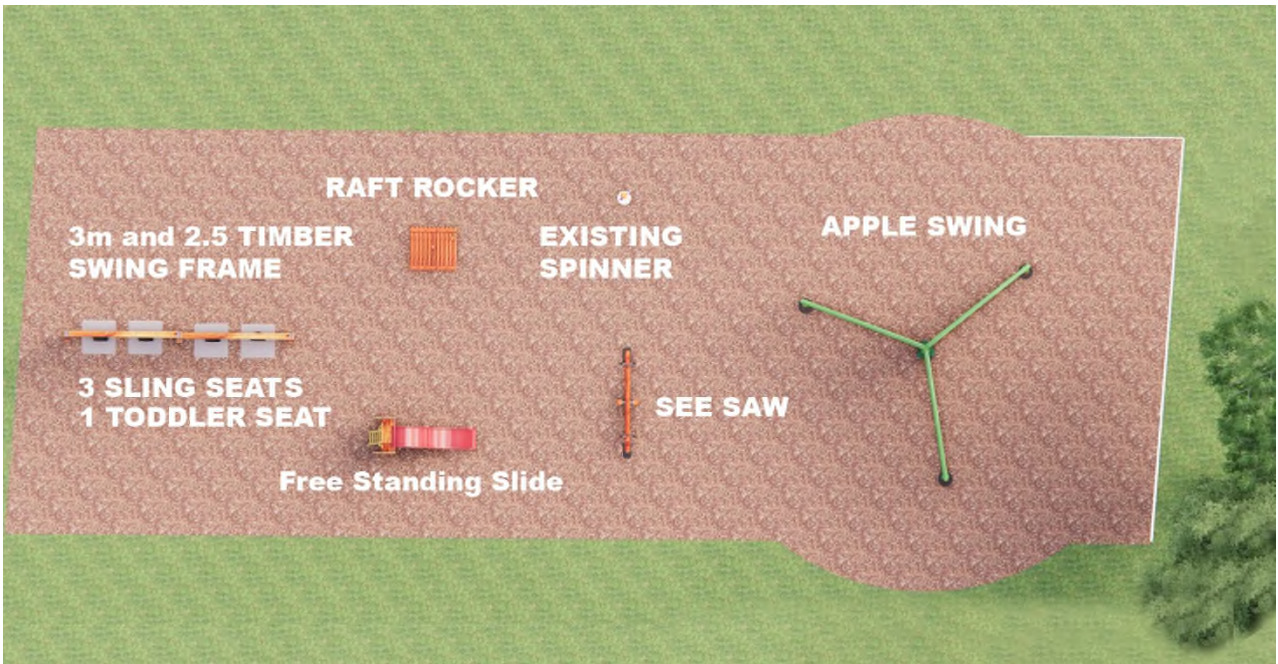 RAFT ROCKER
3m and 2.5 TIMBER
SWING FRAME
EXISTING
SPINNER
APPLE SWING
3 SLING SEATS
1 TODDLER SEAT
SEE SAW
Free Standing Slide